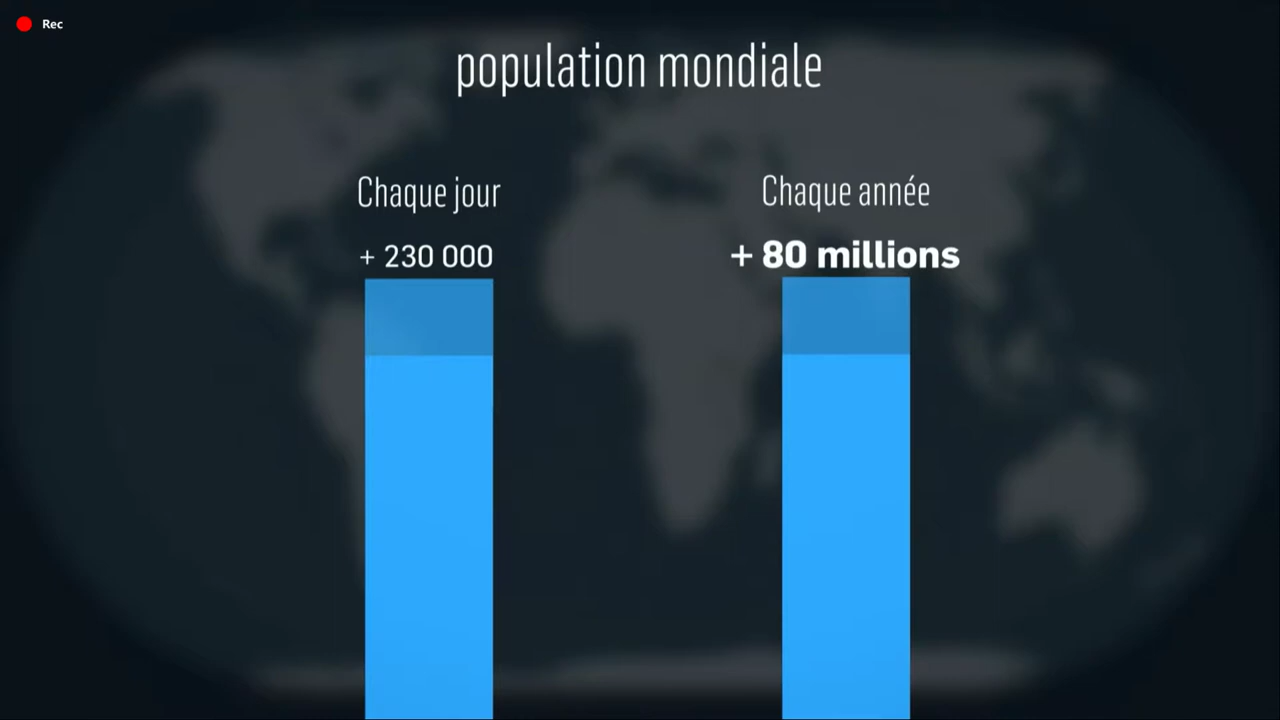 Rec
population mondiale
Chaque jour
+ 230 000
Chaque année
+ 80 millions